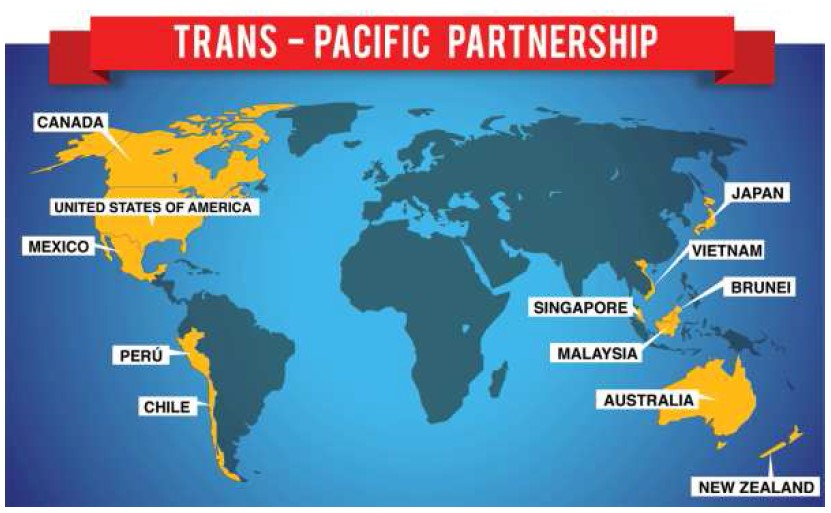 TRANS – PACIFIC PARTNERSHIP
CANADA
UNITED STATES OF AMERICA
MEXICO
PERÚ
CHILE
JAPAN
VIETNAM
BRUNEI
SINGAPORE
MALAYSIA
AUSTRALIA
NEW ZEALAND